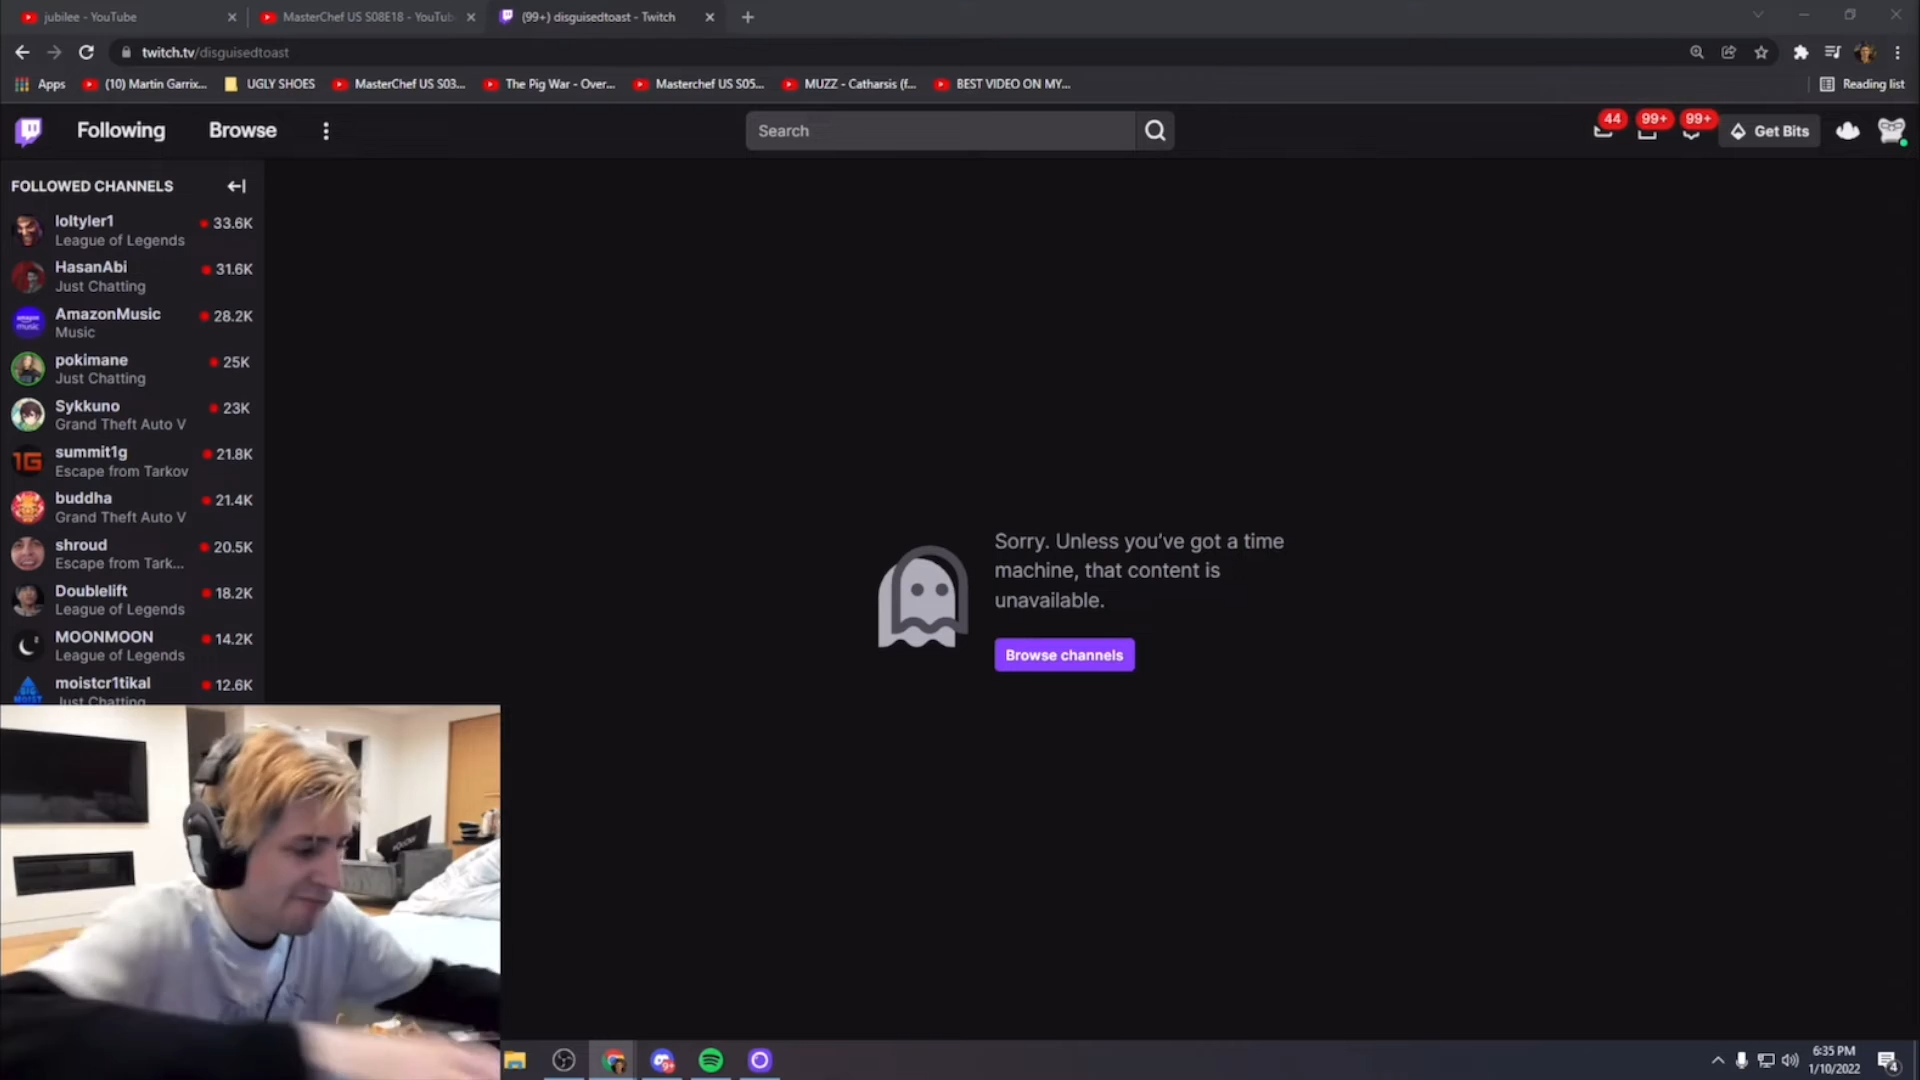 jubilee - YouTube
MasterChef US S08E18 - YouTub
(99+) disguisedtoast - Twitch
twitch.tv/disguisedtoast
Apps
(10) Martin Garrix...
UGLY SHOES
MasterChef US S03...
The Pig War - Over...
Masterchef US S05...
MUZZ - Catharsis (f...
BEST VIDEO ON MY...
Reading list
Following
Browse
Search
44
99+
99+
Get Bits
FOLLOWED CHANNELS
loltyler1
33.6K
League of Legends
HasanAbi
31.6K
Just Chatting
AmazonMusic
28.2K
Music
pokimane
25K
Just Chatting
Sykkuno
23K
Grand Theft Auto V
summit1g
21.8K
Escape from Tarkov
buddha
21.4K
Grand Theft Auto V
shroud
20.5K
Escape from Tark...
Doublelift
18.2K
League of Legends
MOONMOON
14.2K
League of Legends
moistcr1tikal
12.6K
Just Chatting
Sorry. Unless you've got a time
machine, that content is
unavailable.
Browse channels
6:35 PM
1/10/2022